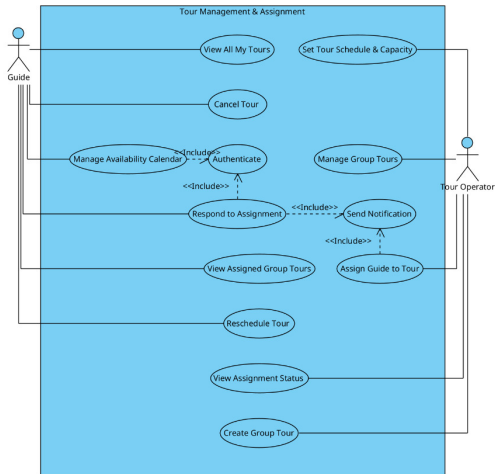 Tour Management & Assignment
View All My Tours
Set Tour Schedule & Capacity
Guide
Cancel Tour
<<Include>>
Manage Availability Calendar
Authenticate
Manage Group Tours
<<Include>>
Tour Operator
<<Include>>
Respond to Assignment
Send Notification
<<Include>>
View Assigned Group Tours
Assign Guide to Tour
Reschedule Tour
View Assignment Status
Create Group Tour